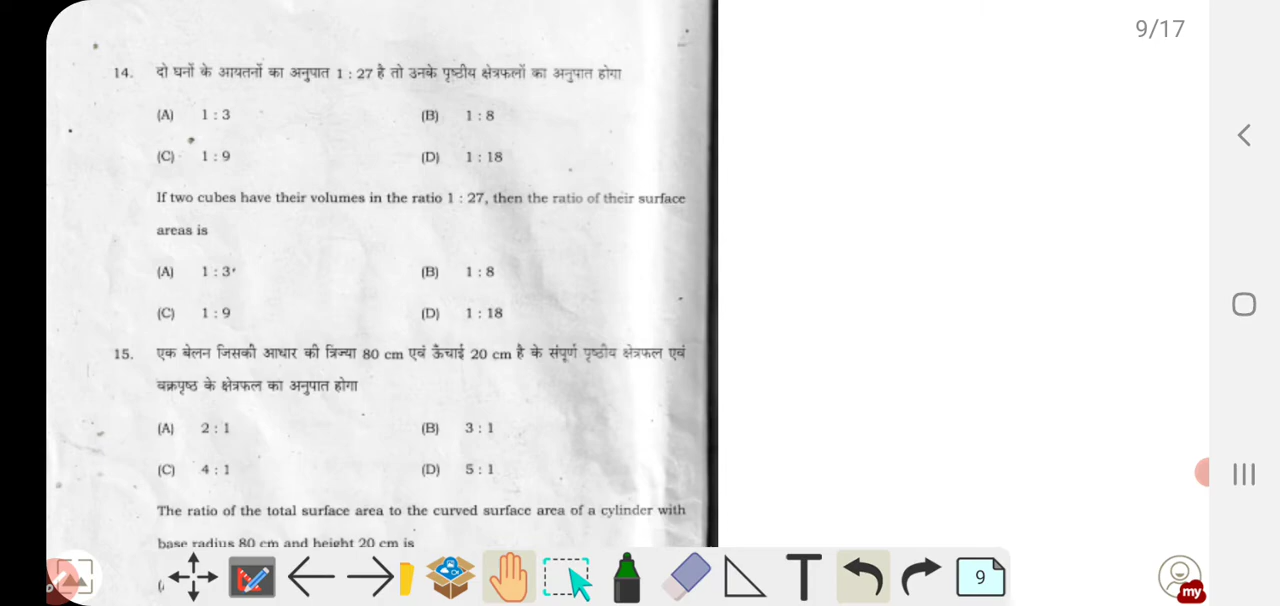 9/17
14. दो घनों के आयतनों का अनुपात 1 : 27 है तो उनके पृष्ठीय क्षेत्रफलों का अनुपात होगा
(A) 1 : 3 (B) 1 : 8
(C) 1 : 9 (D) 1 : 18
If two cubes have their volumes in the ratio 1 : 27, then the ratio of their surface
areas is
(A) 1 : 3 (B) 1 : 8
(C) 1 : 9 (D) 1 : 18
15. एक बेलन जिसकी आधार की त्रिज्या 80 cm एवं ऊँचाई 20 cm है के संपूर्ण पृष्ठीय क्षेत्रफल एवं
वक्रपृष्ठ के क्षेत्रफल का अनुपात होगा
(A) 2 : 1 (B) 3 : 1
(C) 4 : 1 (D) 5 : 1
The ratio of the total surface area to the curved surface area of a cylinder with
base radius 80 cm and height 20 cm is
T
9
my